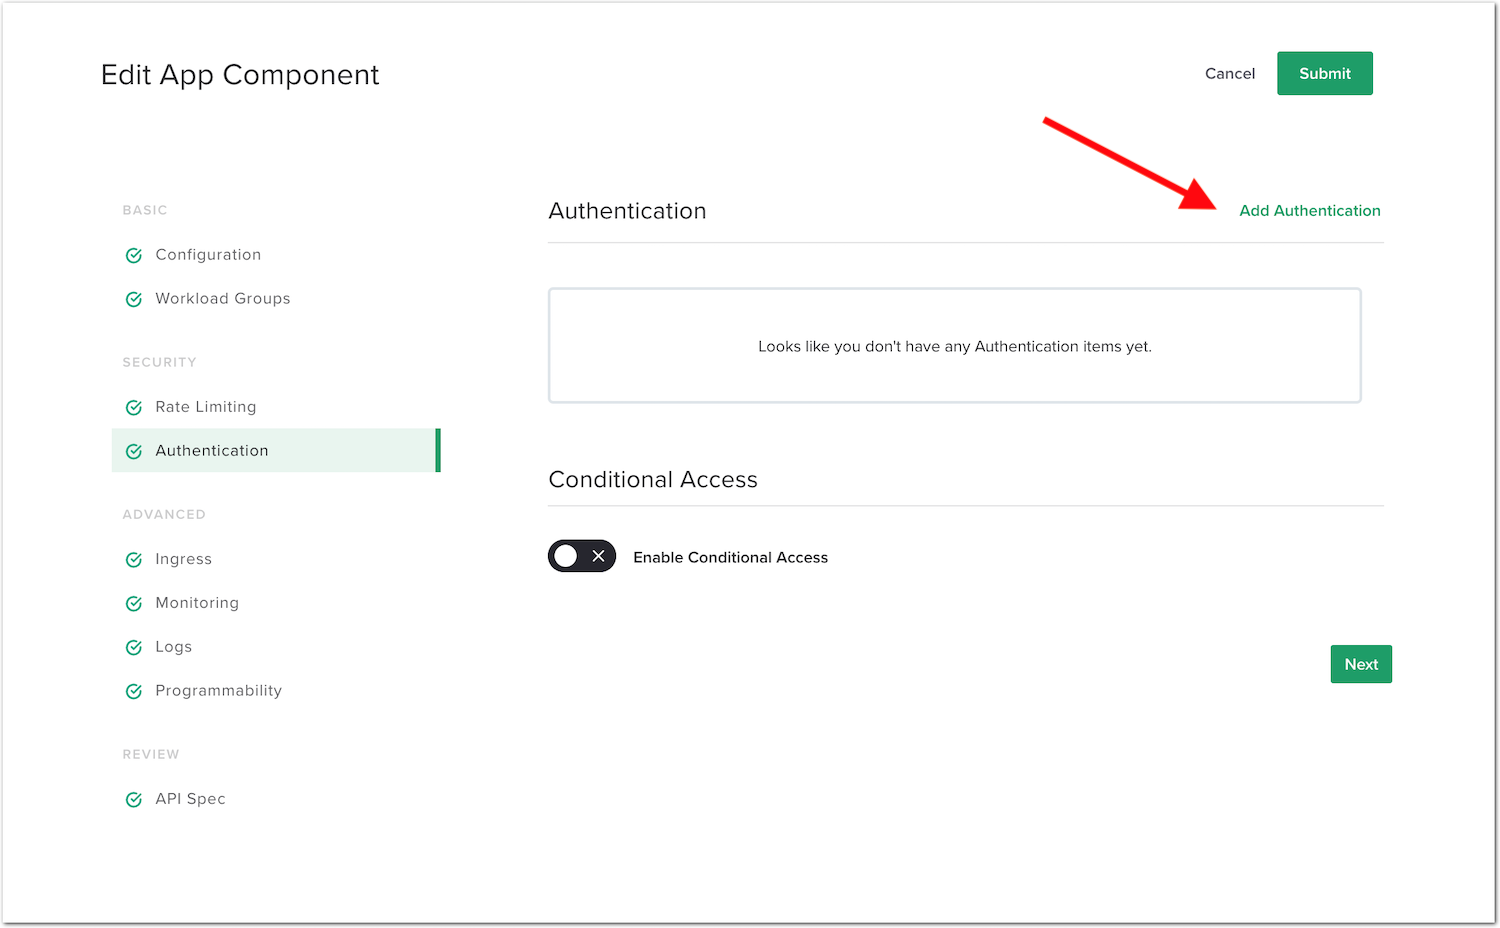 Edit App Component
Cancel
Submit
BASIC
Configuration
Workload Groups
SECURITY
Rate Limiting
Authentication
ADVANCED
Ingress
Monitoring
Logs
Programmability
REVIEW
API Spec
Authentication
Add Authentication
Looks like you don't have any Authentication items yet.
Conditional Access
Enable Conditional Access
Next